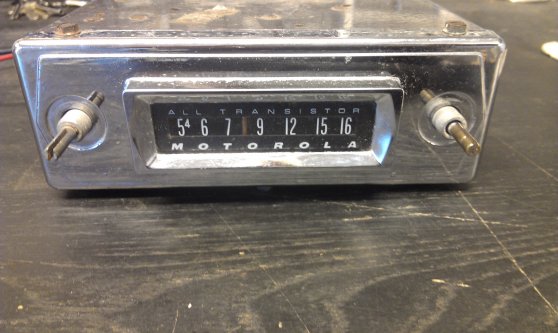 ALL TRANSISTOR
5⁴ 6 7 9 12 15 16
MOTOROLA